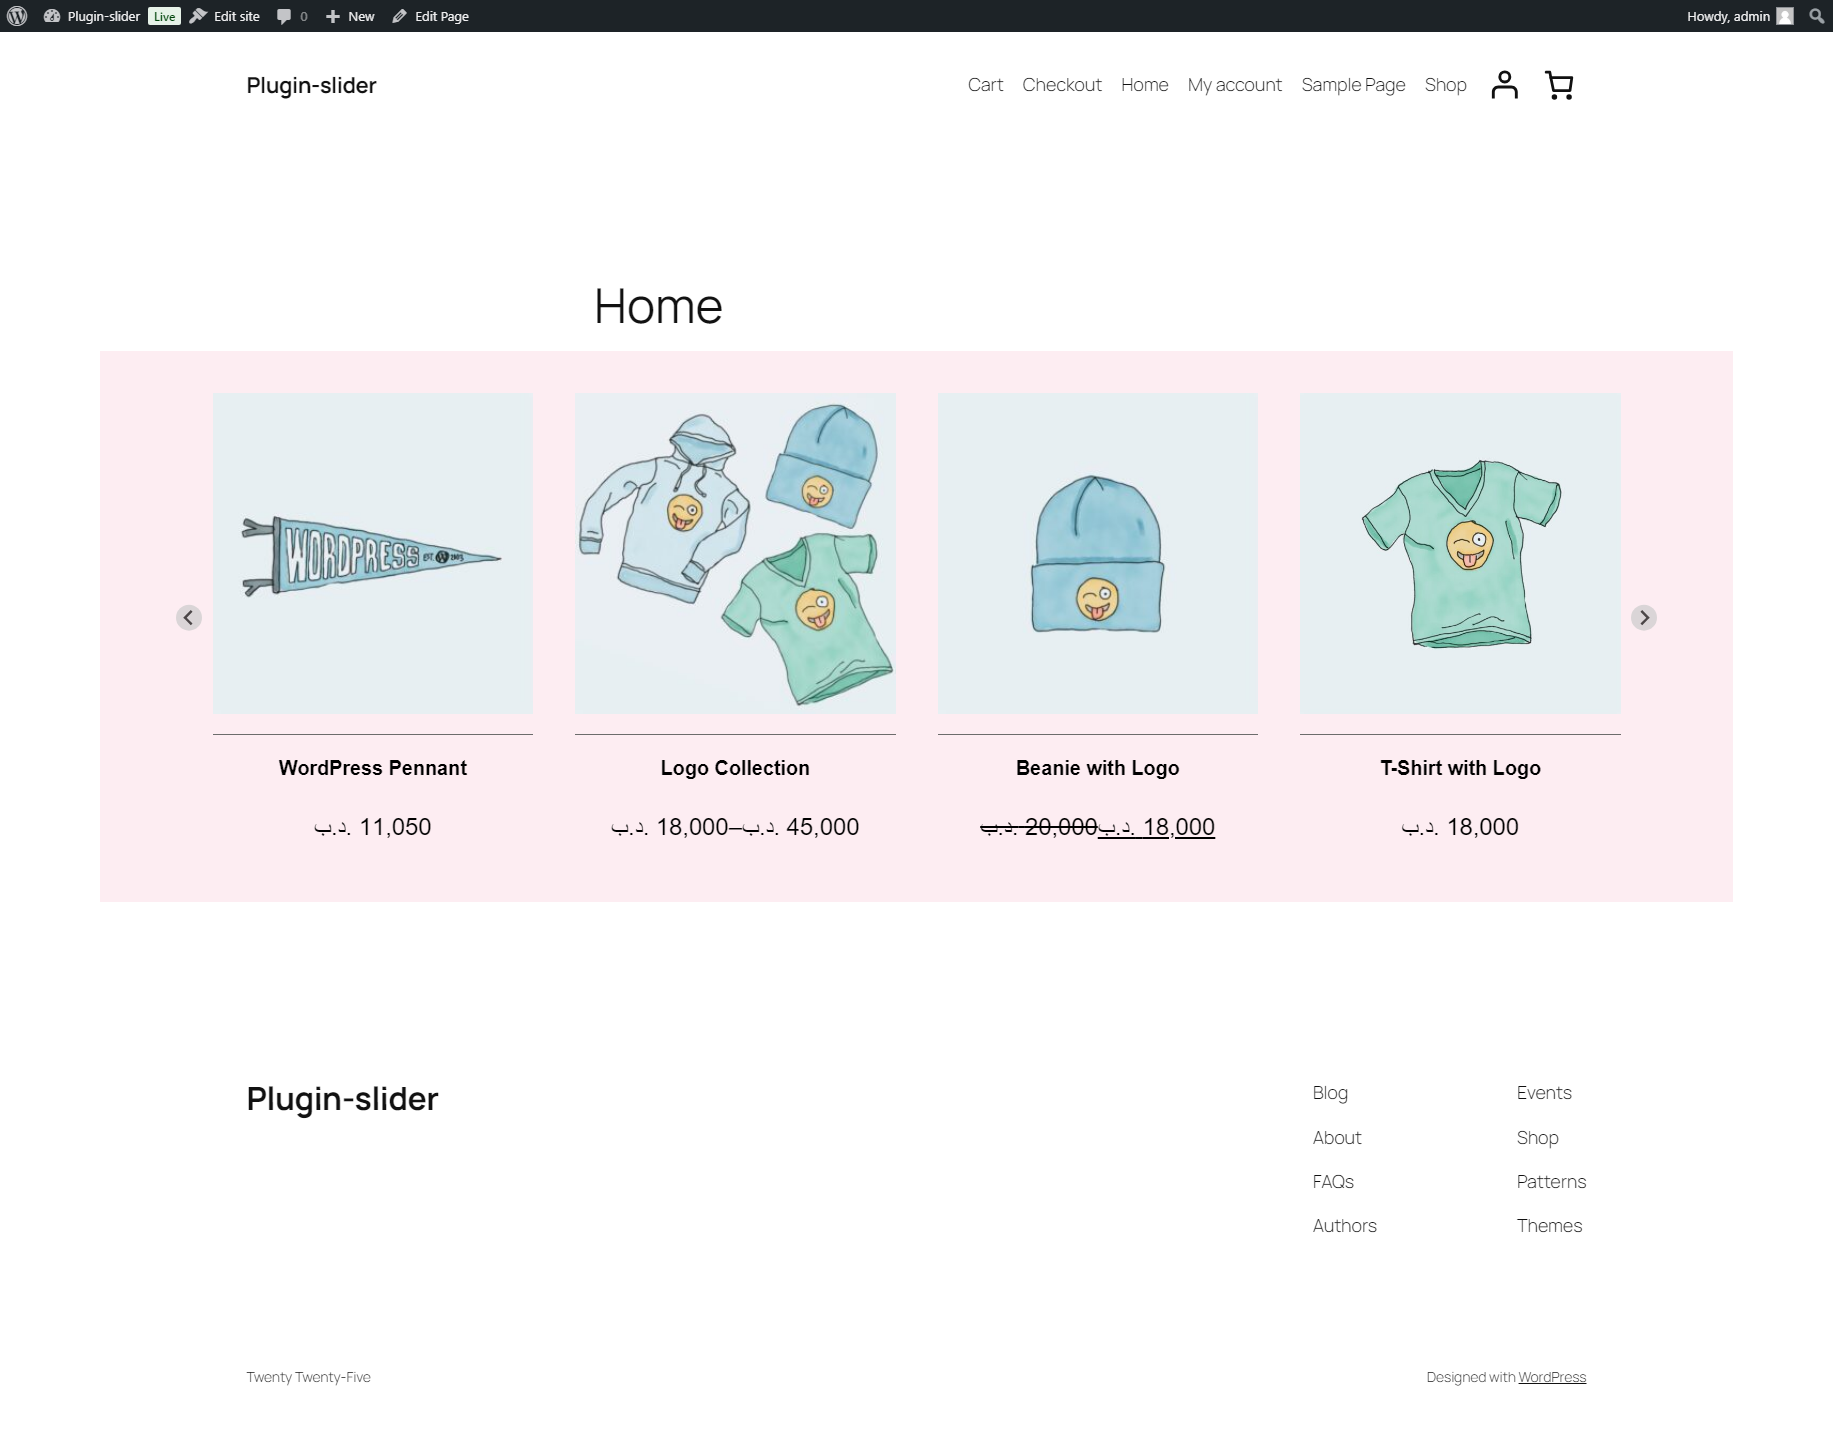 Plugin-slider Live Edit site 0 New Edit Page Howdy, admin
Plugin-slider Cart Checkout Home My account Sample Page Shop
Home
WORDPRESS EST. 2003
WordPress Pennant Logo Collection Beanie with Logo T-Shirt with Logo
.د.ب 11,050 .د.ب 18,000–.د.ب 45,000 .د.ب 20,000.د.ب 18,000 .د.ب 18,000
Plugin-slider
Blog Events
About Shop
FAQs Patterns
Authors Themes
Twenty Twenty-Five Designed with WordPress